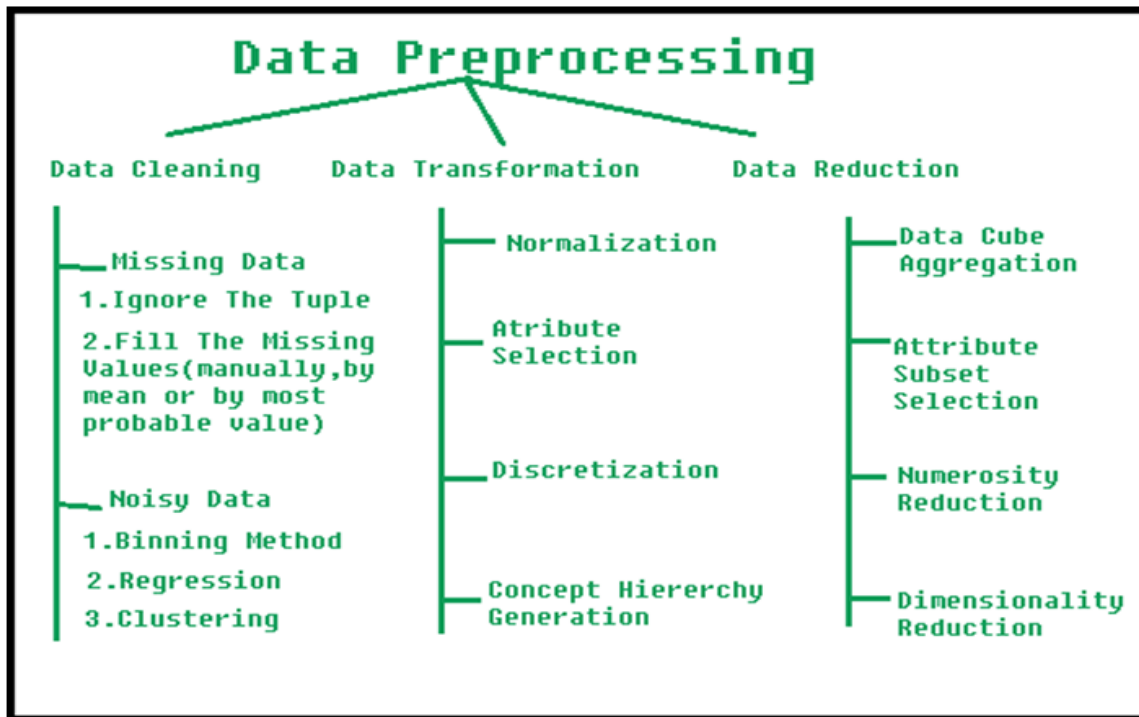 Data Preprocessing
Data Cleaning
Missing Data
1.Ignore The Tuple
2.Fill The Missing
Values(manually,by
mean or by most
probable value)
Noisy Data
1.Binning Method
2.Regression
3.Clustering
Data Transformation
Normalization
Atribute
Selection
Discretization
Concept Hiererchy
Generation
Data Reduction
Data Cube
Aggregation
Attribute
Subset
Selection
Numerosity
Reduction
Dimensionality
Reduction